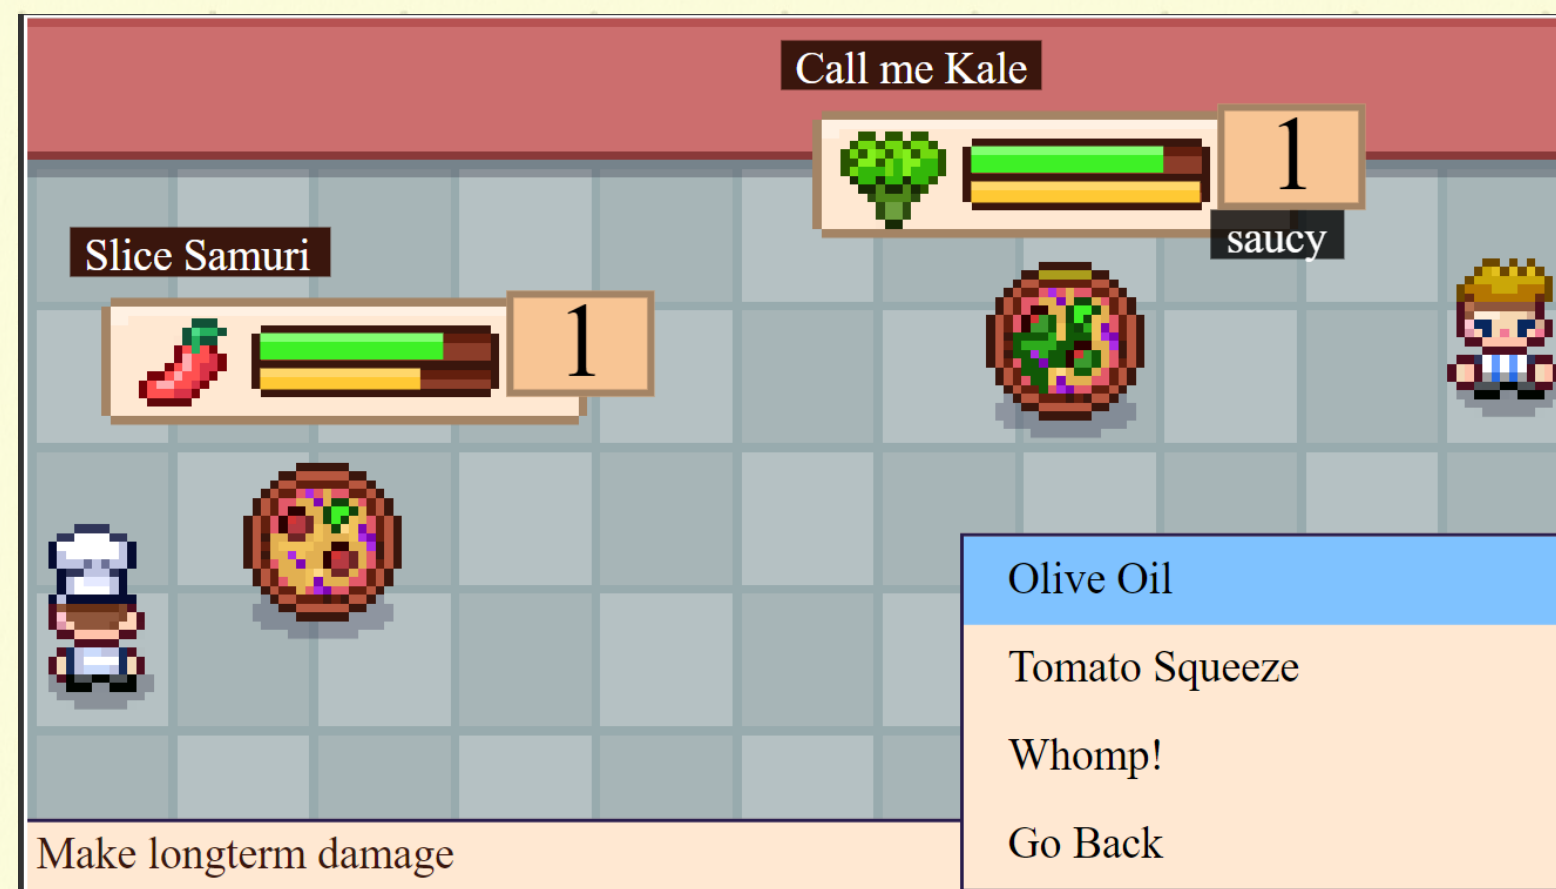 Call me Kale
1
saucy
Slice Samuri
1
Olive Oil
Tomato Squeeze
Whomp!
Go Back
Make longterm damage